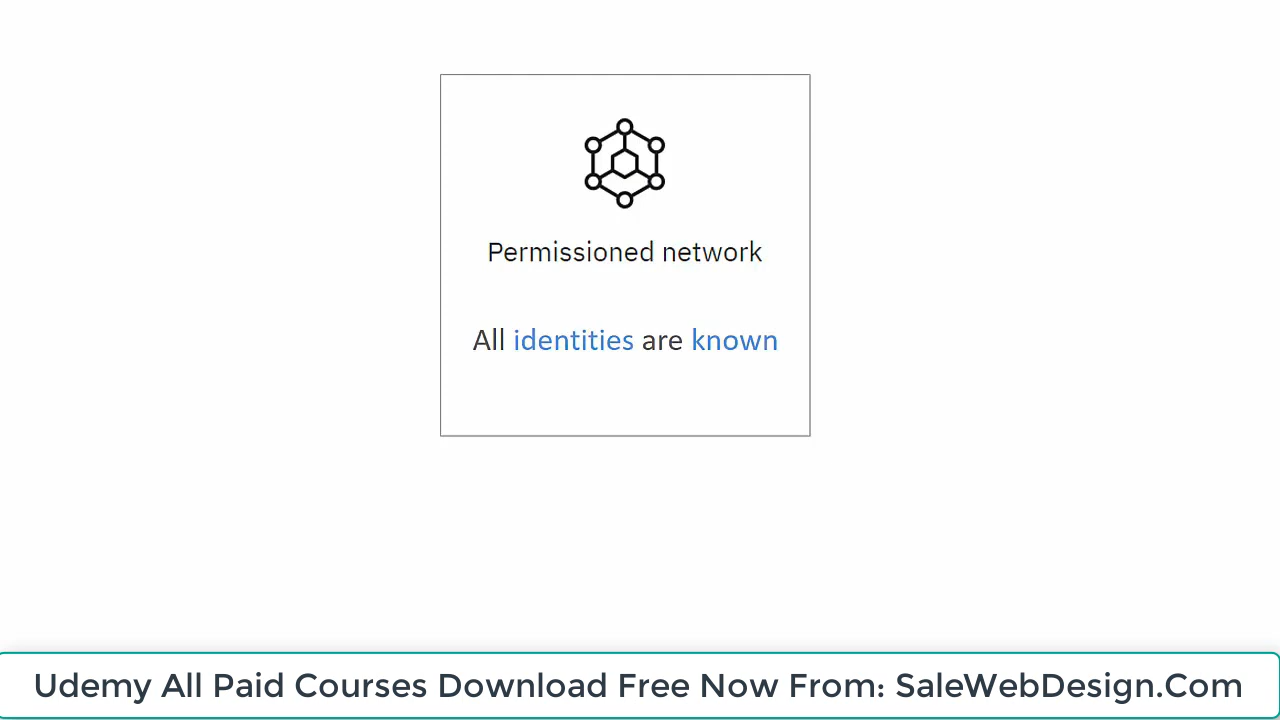 Permissioned network
All identities are known
Udemy All Paid Courses Download Free Now From: SaleWebDesign.Com